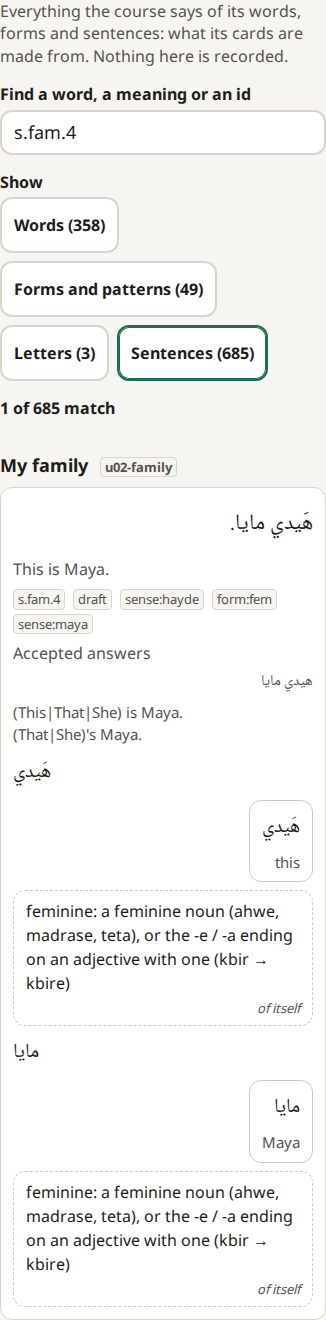 Everything the course says of its words,
forms and sentences: what its cards are
made from. Nothing here is recorded.
Find a word, a meaning or an id
s.fam.4
Show
Words (358)
Forms and patterns (49)
Letters (3)
Sentences (685)
1 of 685 match
My family u02-family
هَيدي مايا.
This is Maya.
s.fam.4 draft sense:hayde form:fem
sense:maya
Accepted answers
هيدي مايا
(This|That|She) is Maya.
(That|She)'s Maya.
هَيدي
هَيدي
this
feminine: a feminine noun (ahwe,
madrase, teta), or the -e / -a ending
on an adjective with one (kbir →
kbire)
of itself
مايا
مايا
Maya
feminine: a feminine noun (ahwe,
madrase, teta), or the -e / -a ending
on an adjective with one (kbir →
kbire)
of itself